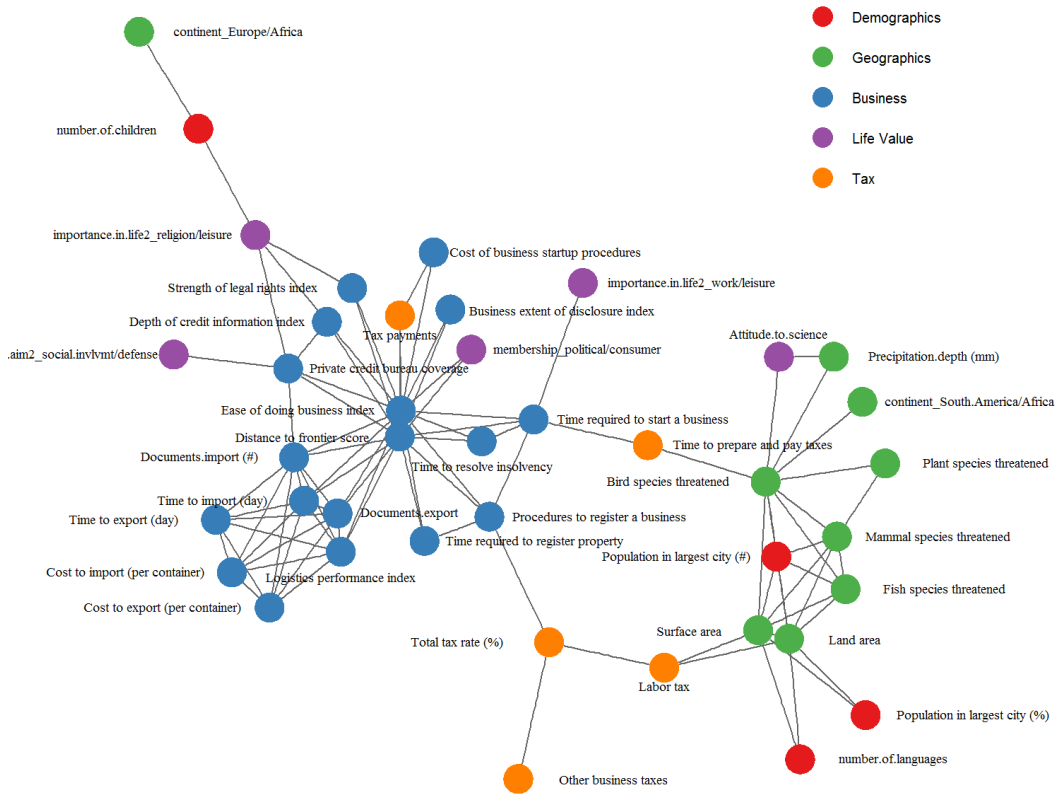 Demographics
continent_Europe/Africa
Geographics
Business
number.of.children
Life Value
Tax
importance.in.life2_religion/leisure
Cost of business startup procedures
importance.in.life2_work/leisure
Strength of legal rights index
Business extent of disclosure index
Depth of credit information index
Tax payments
Attitude.to.science
.aim2_social.invlvmt/defense
membership_political/consumer
Precipitation.depth (mm)
Private credit bureau coverage
continent_South.America/Africa
Ease of doing business index
Time required to start a business
Distance to frontier score
Time to prepare and pay taxes
Documents.import (#)
Time to resolve insolvency
Plant species threatened
Bird species threatened
Time to import (day)
Documents.export
Time to export (day)
Procedures to register a business
Mammal species threatened
Time required to register property
Population in largest city (#)
Cost to import (per container)
Logistics performance index
Fish species threatened
Cost to export (per container)
Surface area
Land area
Total tax rate (%)
Labor tax
Population in largest city (%)
number.of.languages
Other business taxes